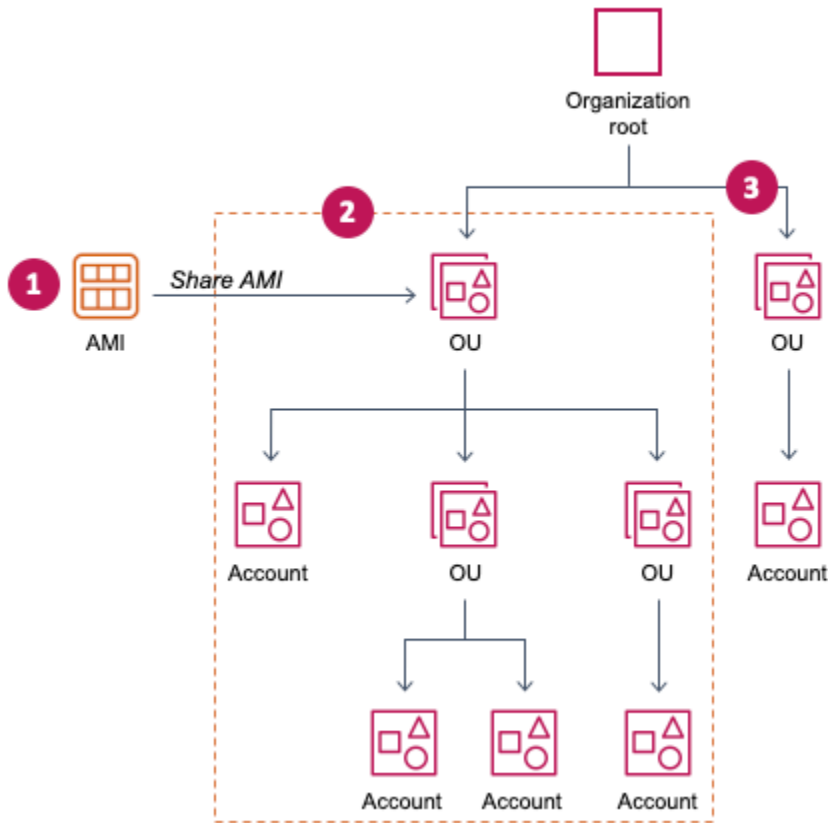 Organization
root
3
2
1
Share AMI
AMI
OU
OU
Account
OU
OU
Account
Account
Account
Account